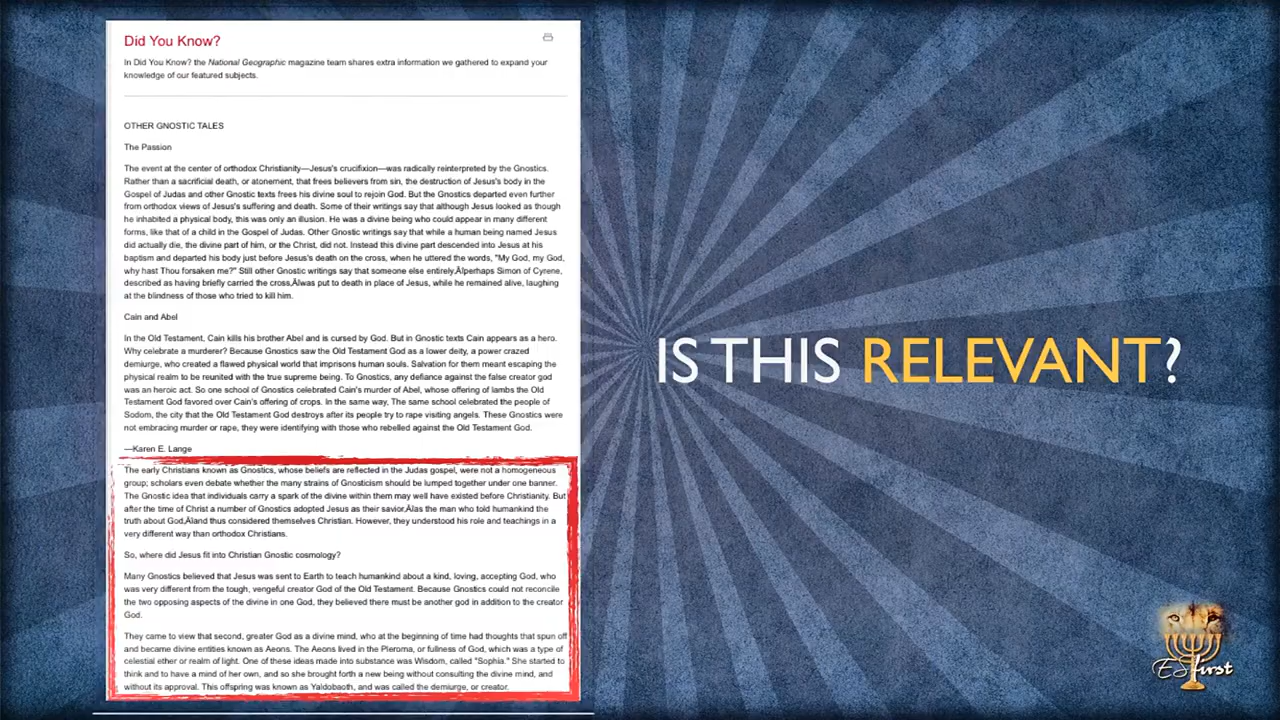 Did You Know?
In Did You Know? the National Geographic magazine team shares extra information we gathered to expand your
knowledge of our featured subjects.
OTHER GNOSTIC TALES
The Passion
The event at the center of orthodox Christianity—Jesus's crucifixion—was radically reinterpreted by the Gnostics.
Rather than a sacrificial death, or atonement, that frees believers from sin, the destruction of Jesus's body in the
Gospel of Judas and other Gnostic texts frees his divine soul to rejoin God. But the Gnostics departed even further
from orthodox views of Jesus's suffering and death. Some of their writings say that although Jesus looked as though
he inhabited a physical body, this was only an illusion. He was a divine being who could appear in many different
forms, like that of a child in the Gospel of Judas. Other Gnostic writings say that while a human being named Jesus
did actually die, the divine part of him, or the Christ, did not. Instead this divine part descended into Jesus at his
baptism and departed his body just before Jesus's death on the cross, when he uttered the words, "My God, my God,
why hast Thou forsaken me?" Still other Gnostic writings say that someone else entirely,Äîperhaps Simon of Cyrene,
described as having briefly carried the cross,Äîwas put to death in place of Jesus, while he remained alive, laughing
at the blindness of those who tried to kill him.
Cain and Abel
In the Old Testament, Cain kills his brother Abel and is cursed by God. But in Gnostic texts Cain appears as a hero.
Why celebrate a murderer? Because Gnostics saw the Old Testament God as a lower deity, a power crazed
demiurge, who created a flawed physical world that imprisons human souls. Salvation for them meant escaping the
physical realm to be reunited with the true supreme being. To Gnostics, any defiance against the false creator god
was an heroic act. So one school of Gnostics celebrated Cain's murder of Abel, whose offering of lambs the Old
Testament God favored over Cain's offering of crops. In the same way, The same school celebrated the people of
Sodom, the city that the Old Testament God destroys after its people try to rape visiting angels. These Gnostics were
not embracing murder or rape, they were identifying with those who rebelled against the Old Testament God.
—Karen E. Lange
The early Christians known as Gnostics, whose beliefs are reflected in the Judas gospel, were not a homogeneous
group; scholars even debate whether the many strains of Gnosticism should be lumped together under one banner.
The Gnostic idea that individuals carry a spark of the divine within them may well have existed before Christianity. But
after the time of Christ a number of Gnostics adopted Jesus as their savior,Äîas the man who told humankind the
truth about God,Äîand thus considered themselves Christian. However, they understood his role and teachings in a
very different way than orthodox Christians.
So, where did Jesus fit into Christian Gnostic cosmology?
Many Gnostics believed that Jesus was sent to Earth to teach humankind about a kind, loving, accepting God, who
was very different from the tough, vengeful creator God of the Old Testament. Because Gnostics could not reconcile
the two opposing aspects of the divine in one God, they believed there must be another god in addition to the creator
God.
They came to view that second, greater God as a divine mind, who at the beginning of time had thoughts that spun off
and became divine entities known as Aeons. The Aeons lived in the Pleroma, or fullness of God, which was a type of
celestial ether or realm of light. One of these ideas made into substance was Wisdom, called "Sophia." She started to
think and to have a mind of her own, and so she brought forth a new being without consulting the divine mind, and
without its approval. This offspring was known as Yaldobaoth, and was called the demiurge, or creator.
IS THIS RELEVANT?
ESFirst